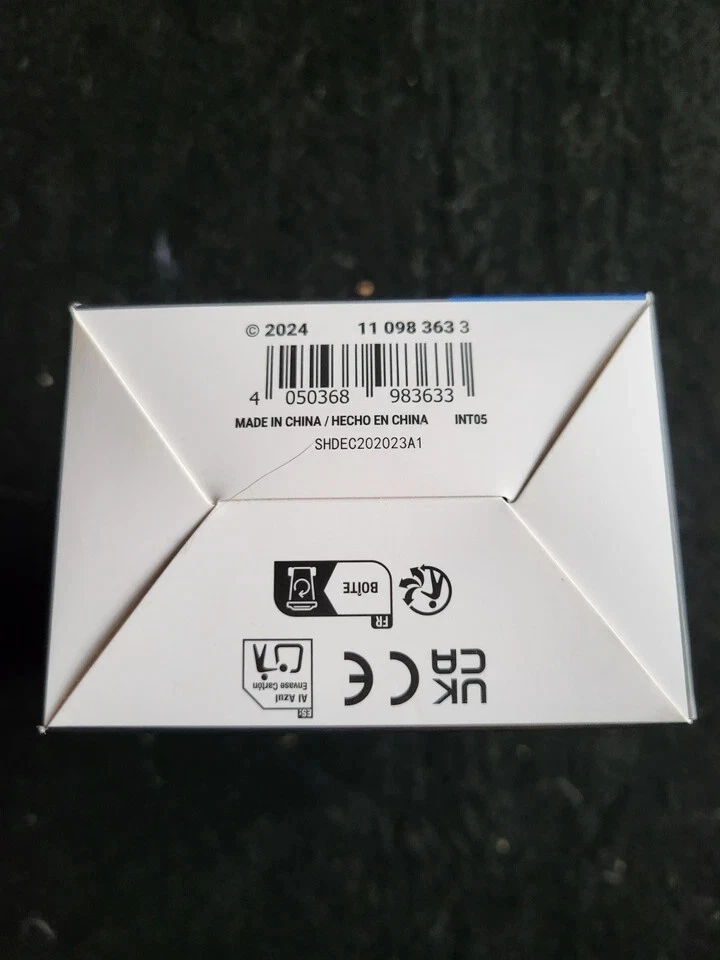 © 2024 11 098 363 3
4 050368 983633
MADE IN CHINA / HECHO EN CHINA INT05
SHDEC202023A1
BOÎTE
FR
UK
CA
CE
ES:
Al Azul
Envase Cartón